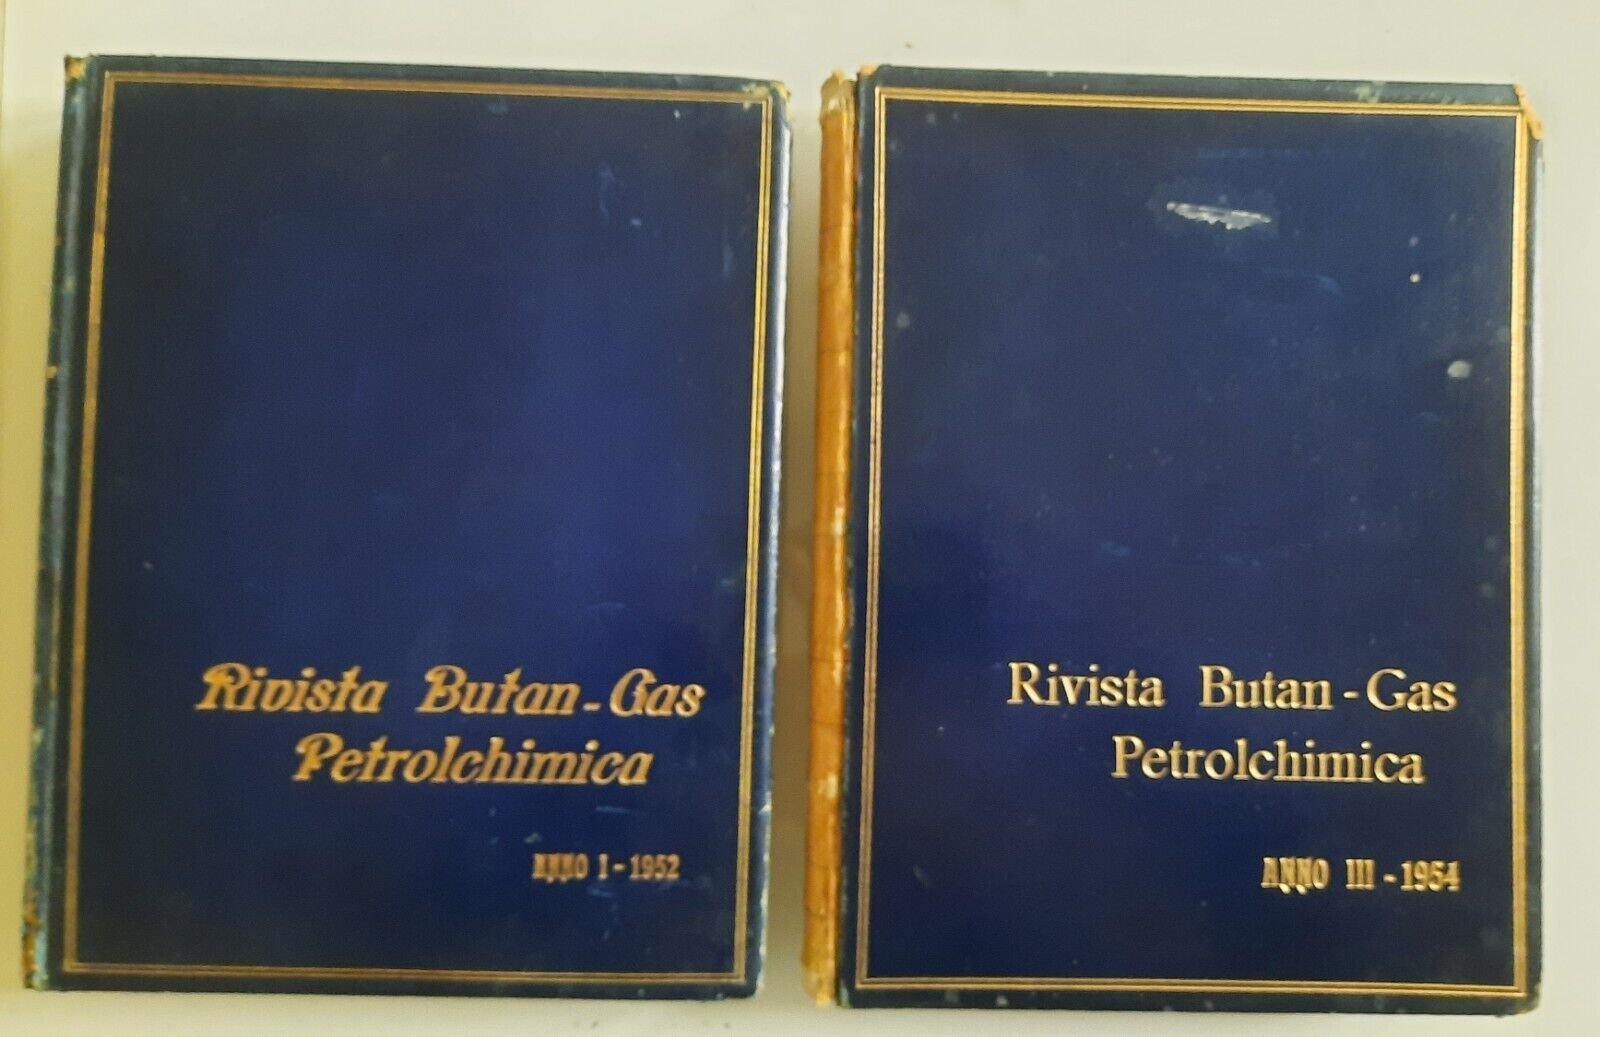 Rivista Butan-Gas
Petrolchimica
ANNO I-1952
Rivista Butan-Gas
Petrolchimica
ANNO III-1954